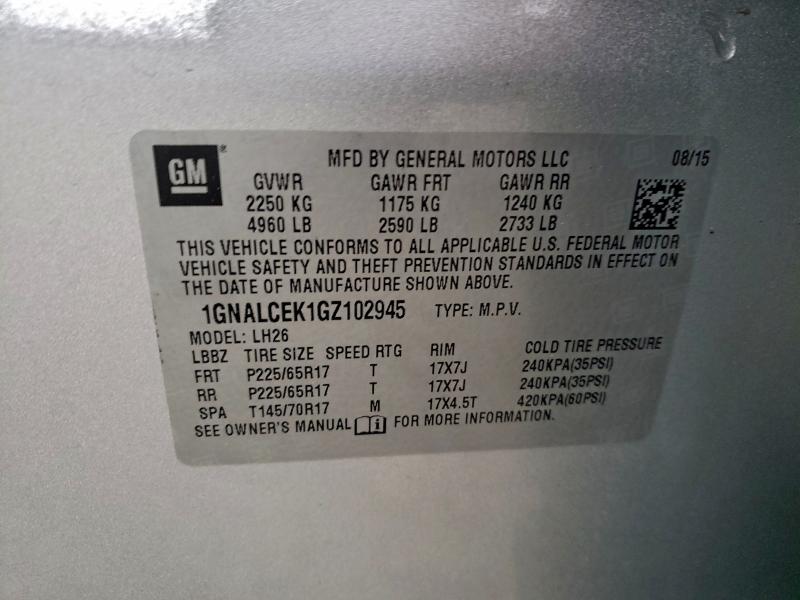 GM®
MFD BY GENERAL MOTORS LLC 08/15
GVWR GAWR FRT GAWR RR
2250 KG 1175 KG 1240 KG
4960 LB 2590 LB 2733 LB
THIS VEHICLE CONFORMS TO ALL APPLICABLE U.S. FEDERAL MOTOR
VEHICLE SAFETY AND THEFT PREVENTION STANDARDS IN EFFECT ON
THE DATE OF MANUFACTURE SHOWN ABOVE.
1GNALCEK1GZ102945 TYPE: M.P.V.
MODEL: LH26
LBBZ TIRE SIZE SPEED RTG RIM COLD TIRE PRESSURE
FRT P225/65R17 T 17X7J 240KPA(35PSI)
RR P225/65R17 T 17X7J 240KPA(35PSI)
SPA T145/70R17 M 17X4.5T 420KPA(60PSI)
SEE OWNER'S MANUAL FOR MORE INFORMATION.